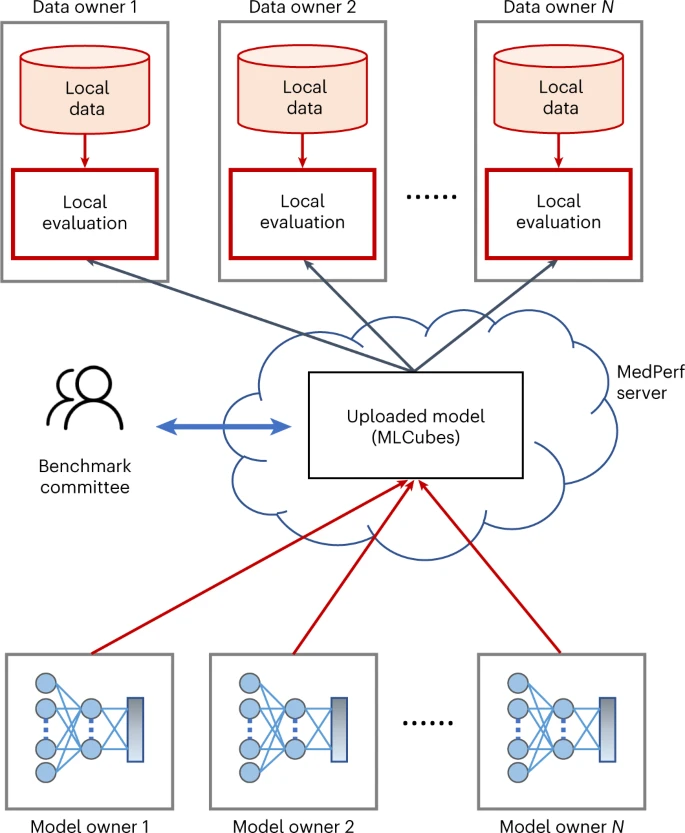 Data owner 1
Data owner 2
Data owner N
Local
data
Local
data
Local
data
Local
evaluation
Local
evaluation
......
Local
evaluation
MedPerf
server
Uploaded model
(MLCubes)
Benchmark
committee
......
Model owner 1
Model owner 2
Model owner N